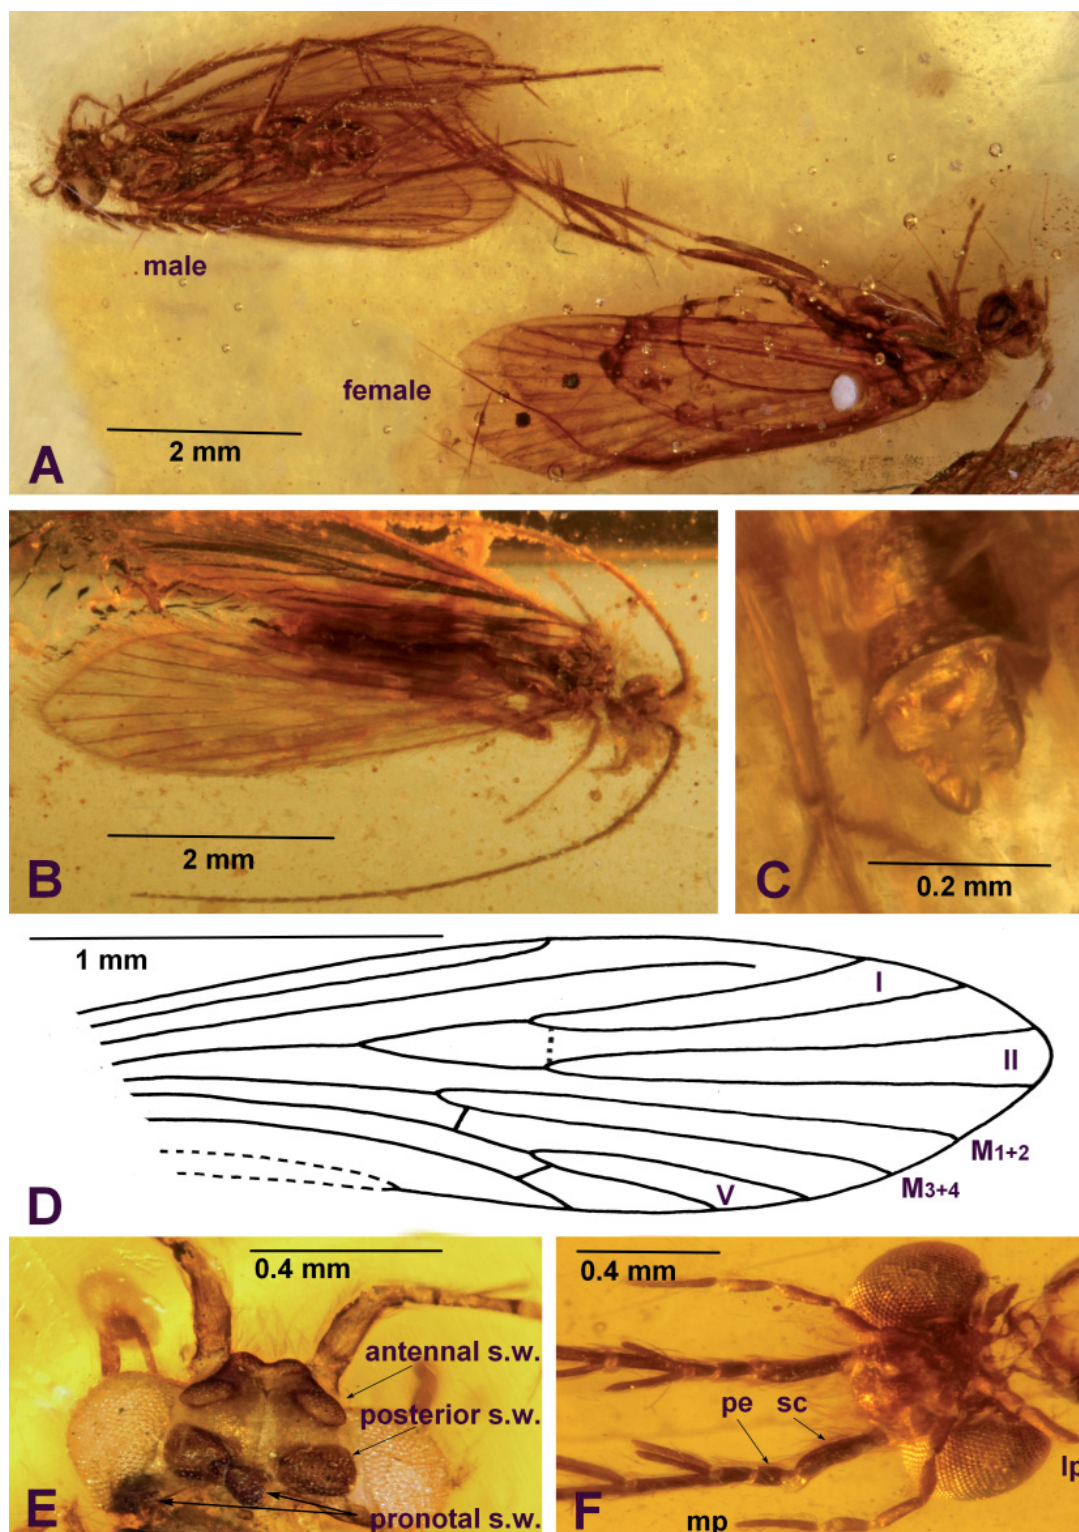 male
female
2 mm
A
2 mm
B
0.2 mm
C
1 mm
I
II
M1+2
M3+4
V
D
0.4 mm
antennal s.w.
posterior s.w.
pronotal s.w.
E
0.4 mm
pe sc
lp
mp
F